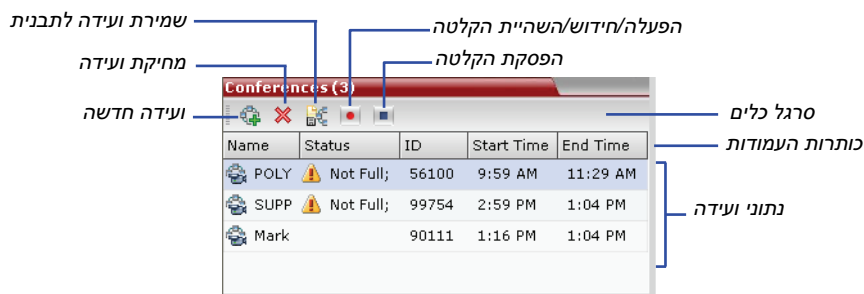 שמירת ועידה לתבנית
הפעלה/חידוש/השהיית הקלטה
מחיקת ועידה
הפסקת הקלטה
Conferences (3)
ועידה חדשה
סרגל כלים
Name Status ID Start Time End Time
כותרות העמודות
POLY Not Full; 56100 9:59 AM 11:29 AM
SUPP Not Full; 99754 2:59 PM 1:04 PM
נתוני ועידה
Mark 90111 1:16 PM 1:04 PM